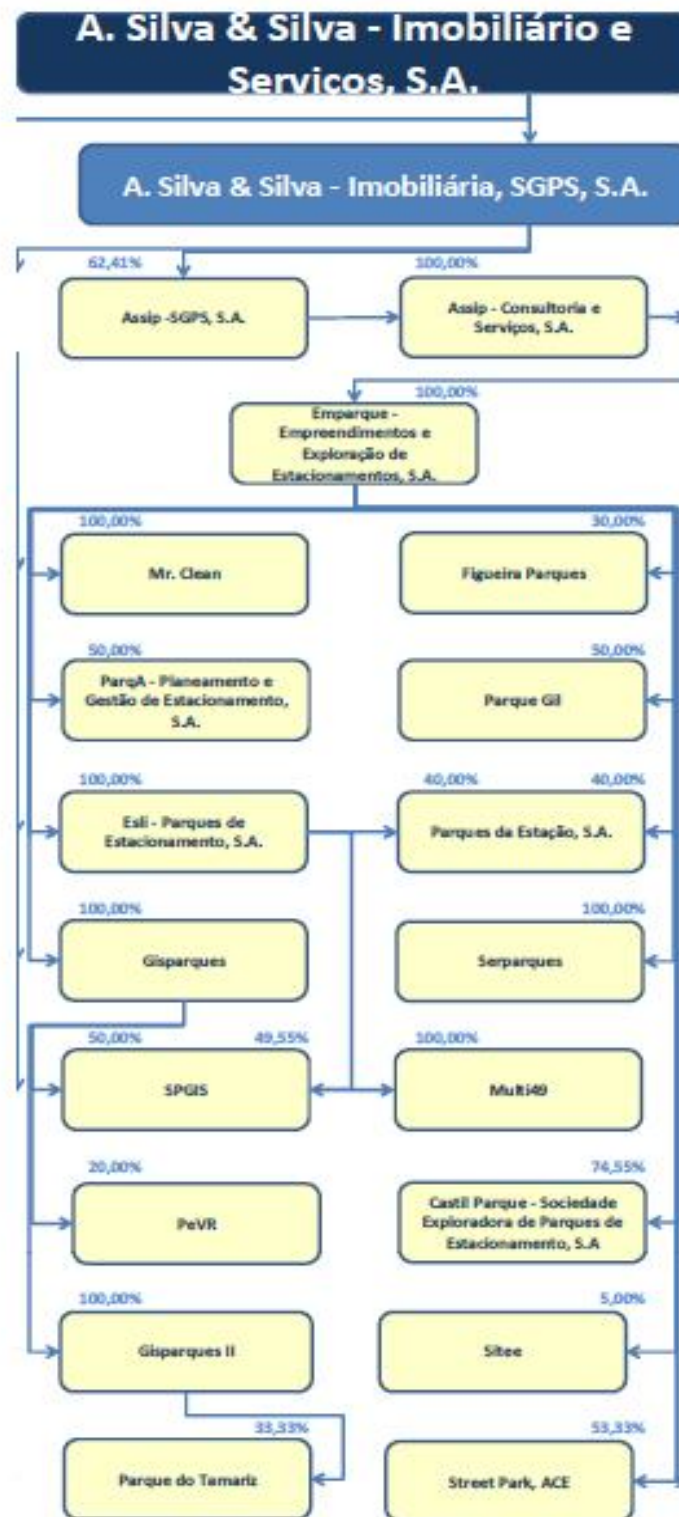 A. Silva & Silva - Imobiliário e
Serviços, S.A.
A. Silva & Silva - Imobiliária, SGPS, S.A.
62,41%
100,00%
Assip -SGPS, S.A.
Assip - Consultoria e
Serviços, S.A.
100,00%
Emparque -
Empreendimentos e
Exploração de
Estacionamentos, S.A.
100,00%
30,00%
Mr. Clean
Figueira Parques
50,00%
50,00%
ParqA - Planeamento e
Gestão de Estacionamento,
S.A.
Parque Gil
100,00%
40,00%
40,00%
Esli - Parques de
Estacionamento, S.A.
Parques da Estação, S.A.
100,00%
100,00%
Gisparques
Serparques
50,00%
49,55%
100,00%
SPGIS
Multi49
20,00%
74,55%
PeVR
Castil Parque - Sociedade
Exploradora de Parques de
Estacionamento, S.A
100,00%
5,00%
Gisparques II
Sitee
33,33%
53,33%
Parque do Tamariz
Street Park, ACE